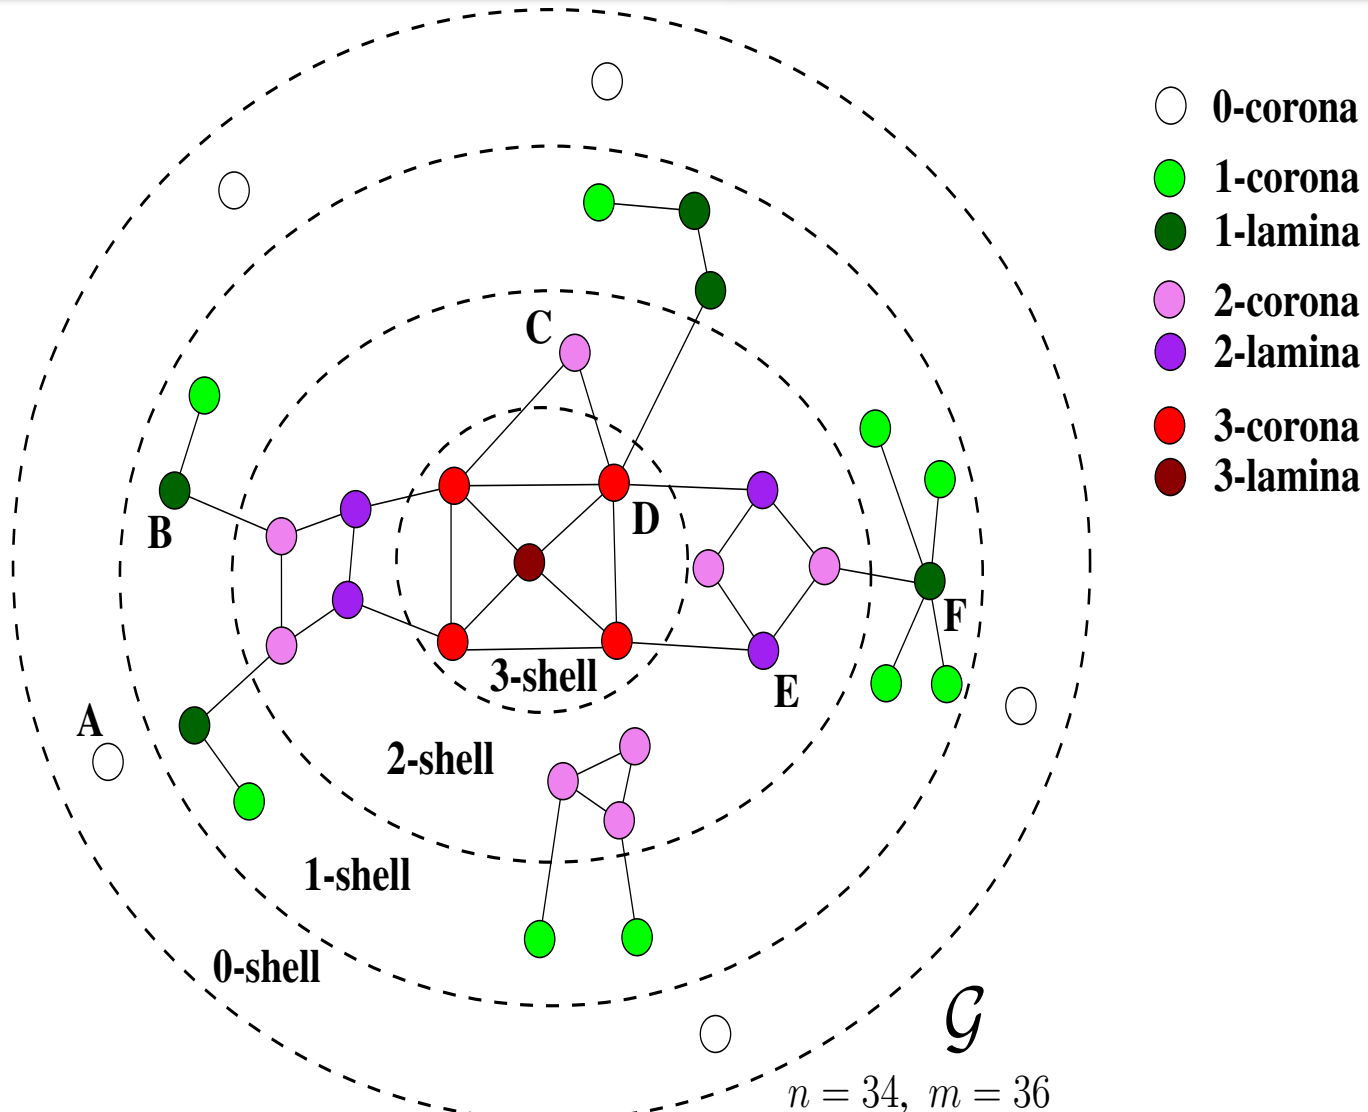 0-corona
1-corona
1-lamina
2-corona
2-lamina
3-corona
3-lamina
C
B
D
F
3-shell
E
A
2-shell
1-shell
0-shell
𝒢
n = 34, m = 36